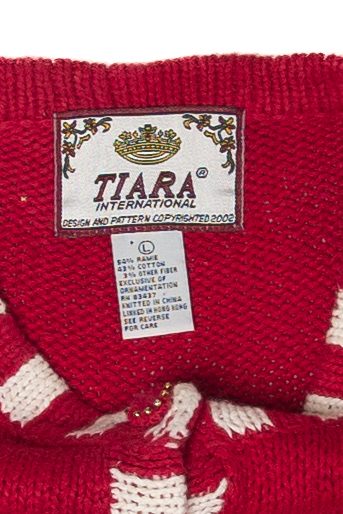 TIARA®
INTERNATIONAL
DESIGN AND PATTERN COPYRIGHTED 2002
L
54% RAMIE
43% COTTON
3% OTHER FIBER
EXCLUSIVE OF
ORNAMENTATION
RN 83437
KNITTED IN CHINA
LINKED IN HONG KONG
SEE REVERSE
FOR CARE